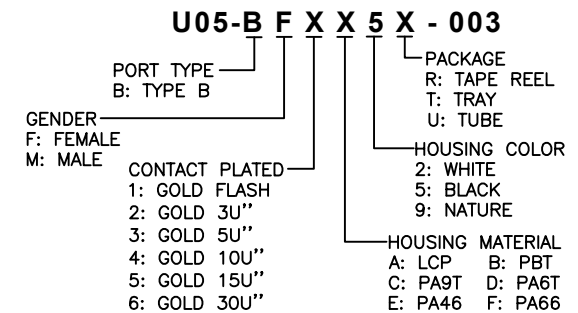 U05-B F X X 5 X - 003
PORT TYPE
B: TYPE B
GENDER
F: FEMALE
M: MALE
CONTACT PLATED
1: GOLD FLASH
2: GOLD 3U''
3: GOLD 5U''
4: GOLD 10U''
5: GOLD 15U''
6: GOLD 30U''
PACKAGE
R: TAPE REEL
T: TRAY
U: TUBE
HOUSING COLOR
2: WHITE
5: BLACK
9: NATURE
HOUSING MATERIAL
A: LCP B: PBT
C: PA9T D: PA6T
E: PA46 F: PA66